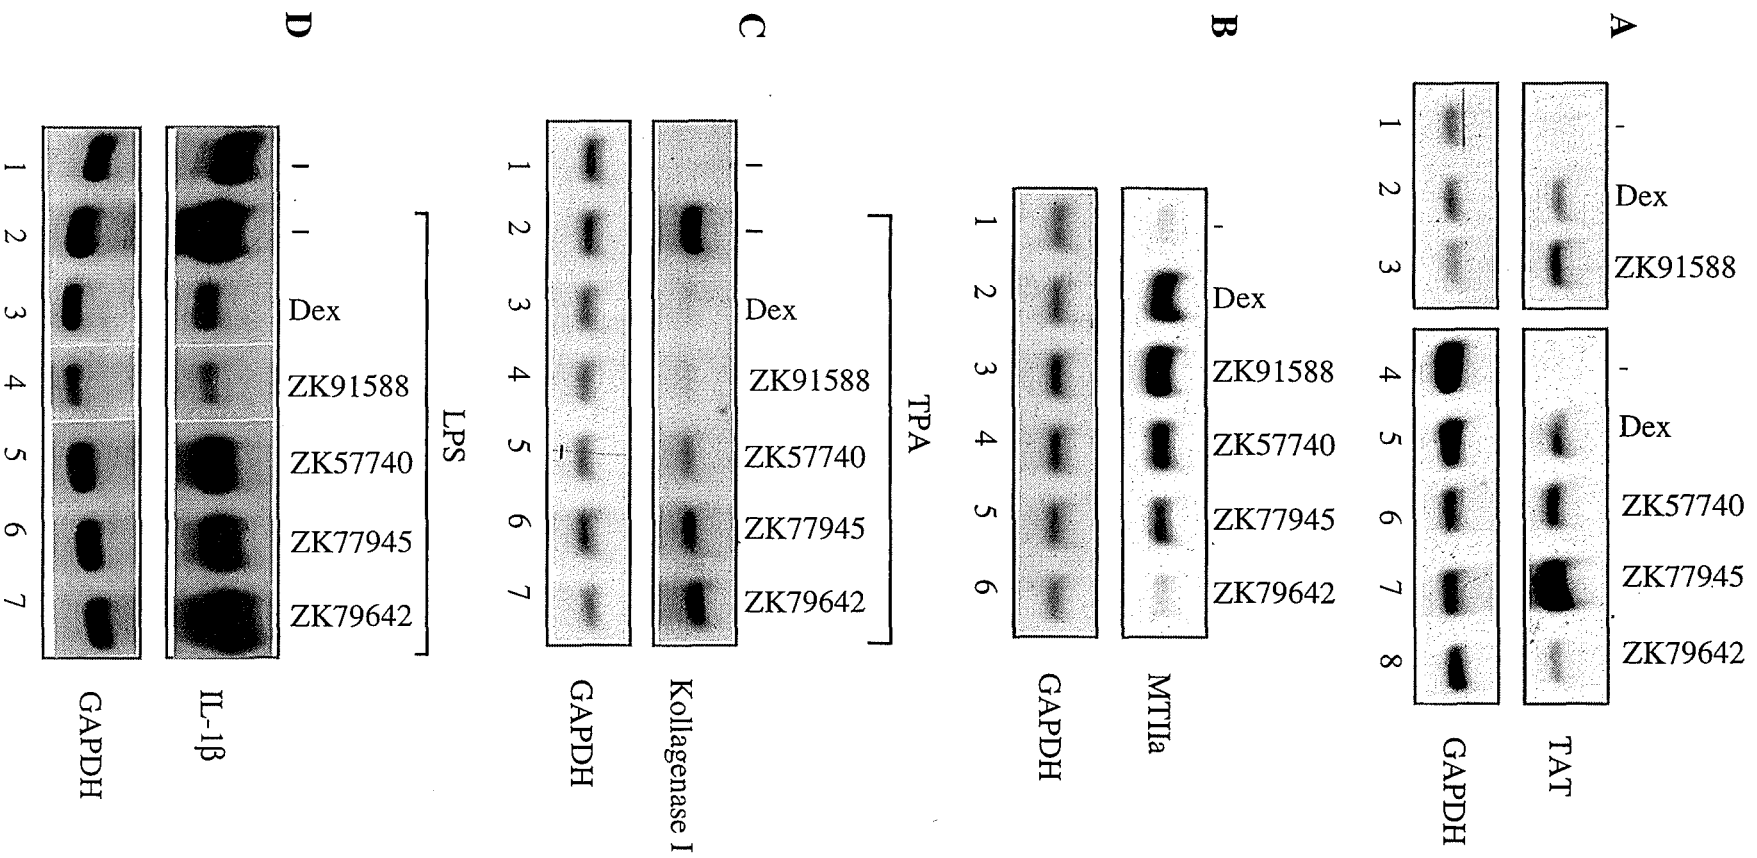 A
-
Dex
ZK91588
-
Dex
ZK57740
ZK77945
ZK79642
TAT
GAPDH
1 2 3 4 5 6 7 8
B
-
Dex
ZK91588
ZK57740
ZK77945
ZK79642
MTIIa
GAPDH
1 2 3 4 5 6
C
TPA
-
-
Dex
ZK91588
ZK57740
ZK77945
ZK79642
Kollagenase I
GAPDH
1 2 3 4 5 6 7
D
LPS
-
-
Dex
ZK91588
ZK57740
ZK77945
ZK79642
IL-1β
GAPDH
1 2 3 4 5 6 7